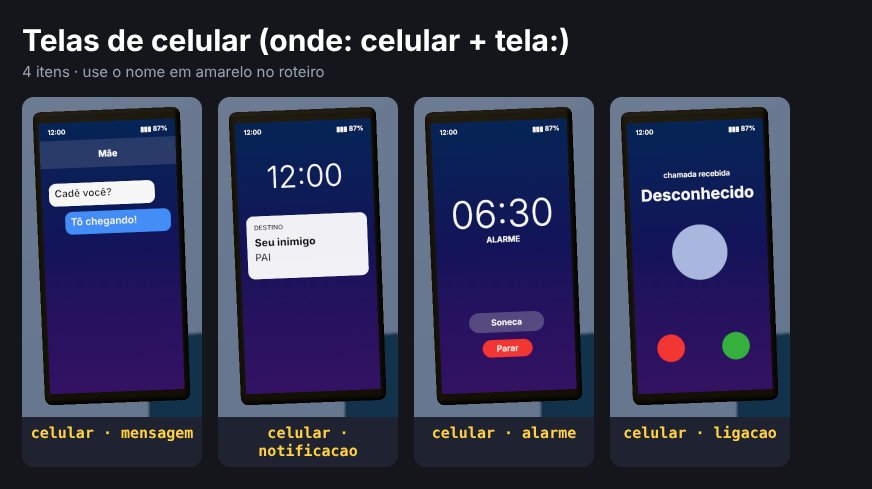 Telas de celular (onde: celular + tela:)
4 itens · use o nome em amarelo no roteiro
12:00 87%
Mãe
Cadê você?
Tô chegando!
celular · mensagem
12:00 87%
12:00
DESTINO
Seu inimigo
PAI
celular ·
notificacao
12:00 87%
06:30
ALARME
Soneca
Parar
celular · alarme
12:00 87%
chamada recebida
Desconhecido
celular · ligacao